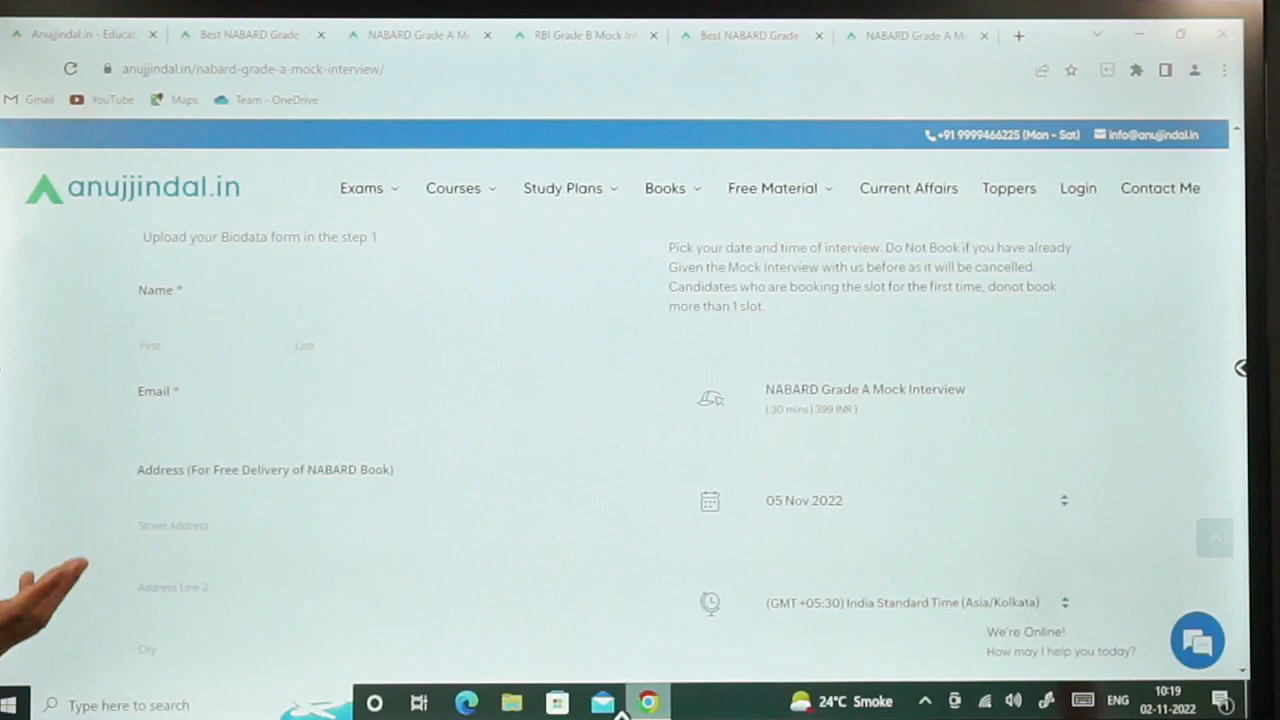 Anujjindal.in - Educat
Best NABARD Grade
NABARD Grade A Mo
RBI Grade B Mock Int
Best NABARD Grade
NABARD Grade A Mo
anujjindal.in/nabard-grade-a-mock-interview/
Gmail
YouTube
Maps
Team - OneDrive
+91 9999466225 (Mon - Sat)
info@anujjindal.in
anujjindal.in
Exams
Courses
Study Plans
Books
Free Material
Current Affairs
Toppers
Login
Contact Me
Upload your Biodata form in the step 1
Name *
First
Last
Email *
Address (For Free Delivery of NABARD Book)
Street Address
Address Line 2
City
Pick your date and time of interview. Do Not Book if you have already
Given the Mock Interview with us before as it will be cancelled.
Candidates who are booking the slot for the first time, donot book
more than 1 slot.
NABARD Grade A Mock Interview
( 30 mins | 399 INR )
05 Nov 2022
(GMT +05:30) India Standard Time (Asia/Kolkata)
We're Online!
How may I help you today?
Type here to search
24°C Smoke
ENG
10:19
02-11-2022
1